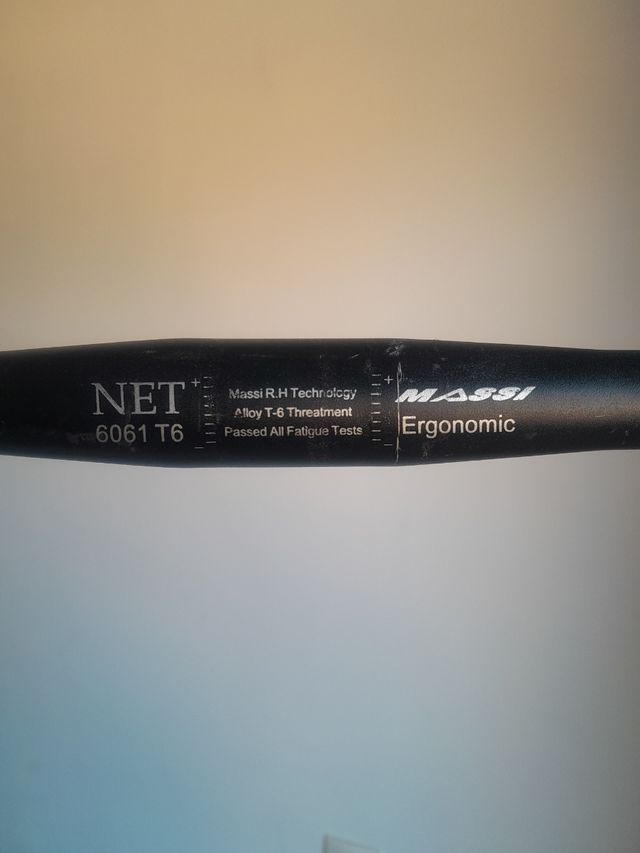 NET
6061 T6
+
Massi R.H Technology
Alloy T-6 Threatment
Passed All Fatigue Tests
+
MASSI
Ergonomic